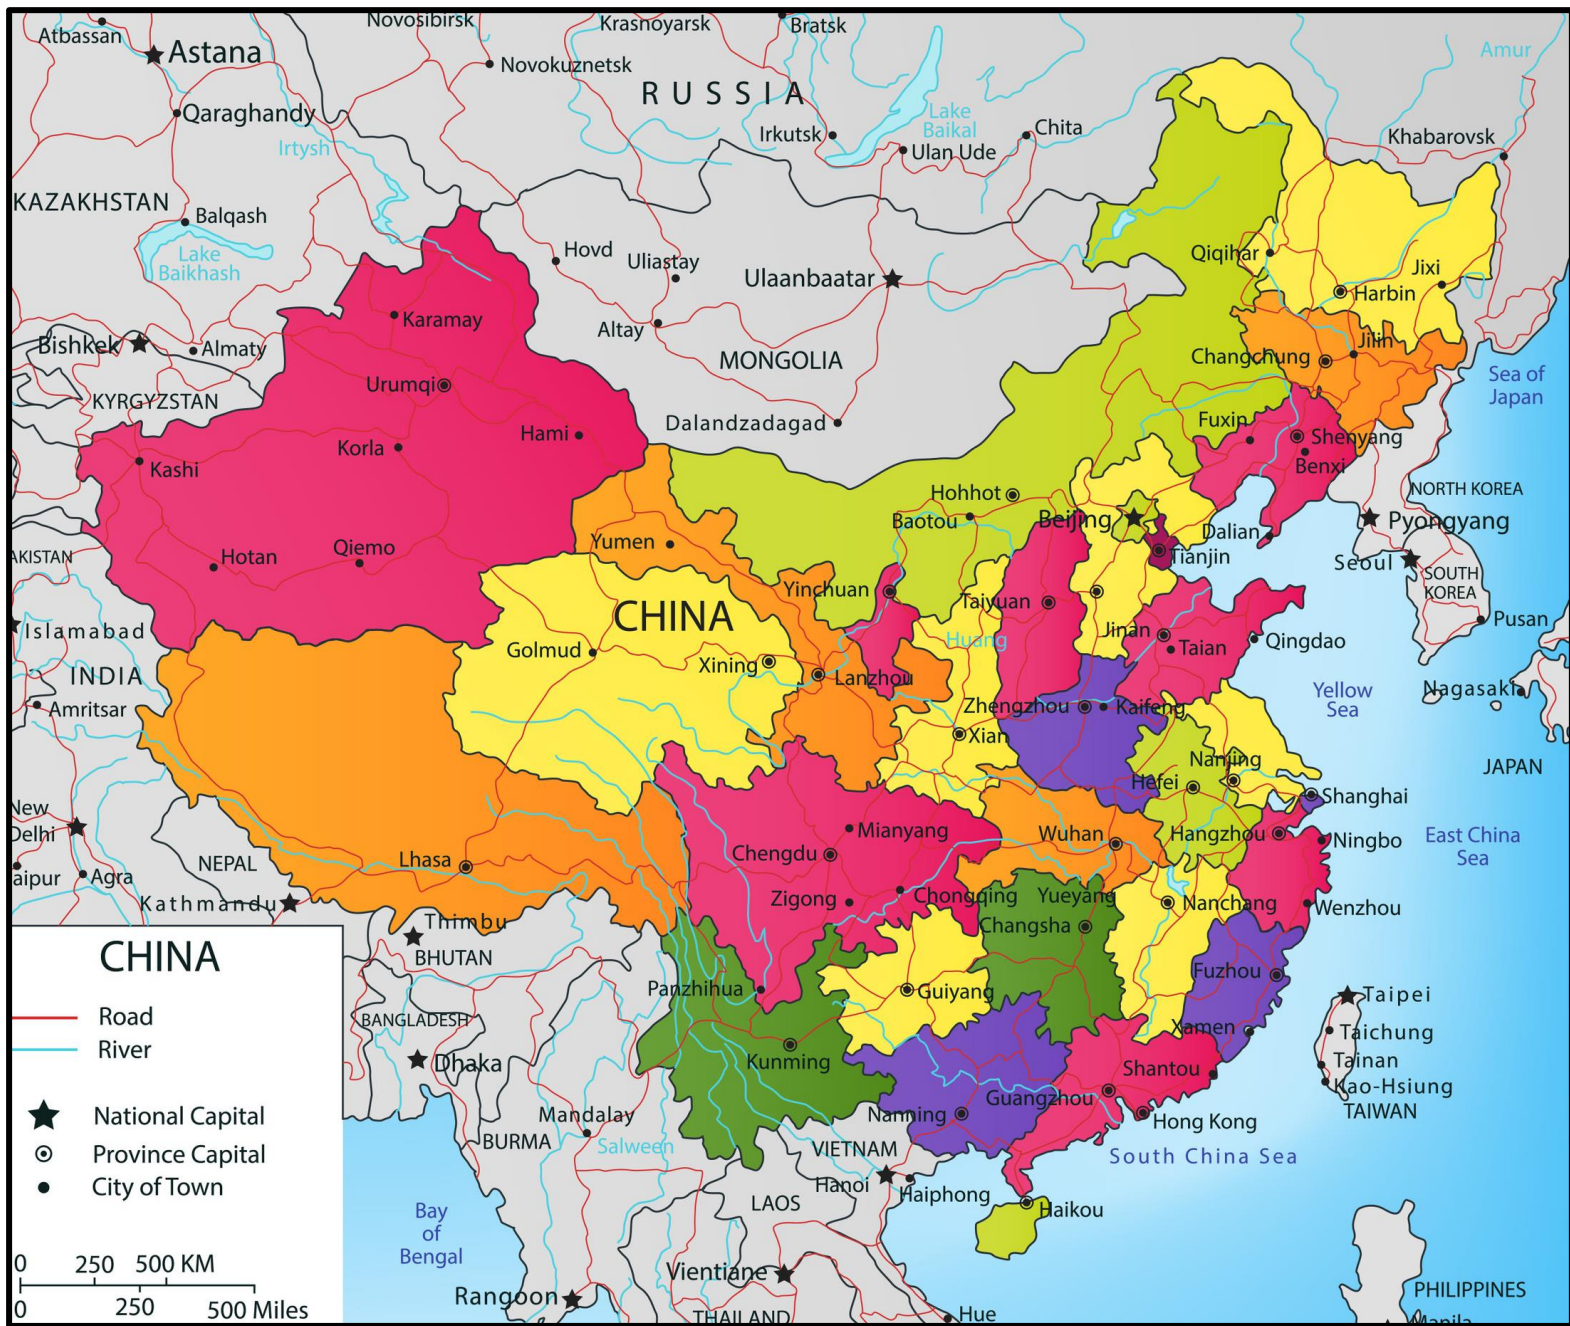 Atbassan
Astana
Novosibirsk
Krasnoyarsk
Bratsk
Amur
Novokuznetsk
RUSSIA
Qaraghandy
Irtysh
Irkutsk
Lake
Baikal
Ulan Ude
Chita
Khabarovsk
KAZAKHSTAN
Balqash
Lake
Baikhash
Hovd
Uliastay
Ulaanbaatar
Qiqihar
Jixi
Harbin
Karamay
Altay
Bishkek
Almaty
MONGOLIA
Changchung
Jilin
Urumqi
KYRGYZSTAN
Sea of
Japan
Dalandzadagad
Fuxin
Shenyang
Hami
Korla
Kashi
Benxi
Hohhot
NORTH KOREA
Baotou
Beijing
Pyongyang
Dalian
Yumen
Qiemo
Hotan
AKISTAN
Tianjin
Seoul
SOUTH
KOREA
Yinchuan
Taiyuan
CHINA
Pusan
Islamabad
Huang
Jinan
Taian
Qingdao
Golmud
Xining
Lanzhou
INDIA
Amritsar
Yellow
Sea
Nagasaki
Zhengzhou
Kaifeng
Xian
Nanjing
JAPAN
Hefei
Shanghai
New
Delhi
Mianyang
Wuhan
Hangzhou
Ningbo
East China
Sea
Chengdu
Lhasa
NEPAL
aipur
Agra
Zigong
Chongqing
Yueyang
Nanchang
Wenzhou
Kathmandu
Thimbu
Changsha
BHUTAN
CHINA
Fuzhou
Panzhihua
Guiyang
Taipei
Road
BANGLADESH
Xamen
Taichung
River
Dhaka
Kunming
Shantou
Tainan
Kao-Hsiung
TAIWAN
National Capital
Mandalay
Nanning
Guangzhou
Hong Kong
BURMA
Salween
VIETNAM
South China Sea
Province Capital
City of Town
Hanoi
Haiphong
LAOS
Haikou
Bay
of
Bengal
0 250 500 KM
Vientiane
0 250 500 Miles
Rangoon
THAILAND
Hue
PHILIPPINES
Manila